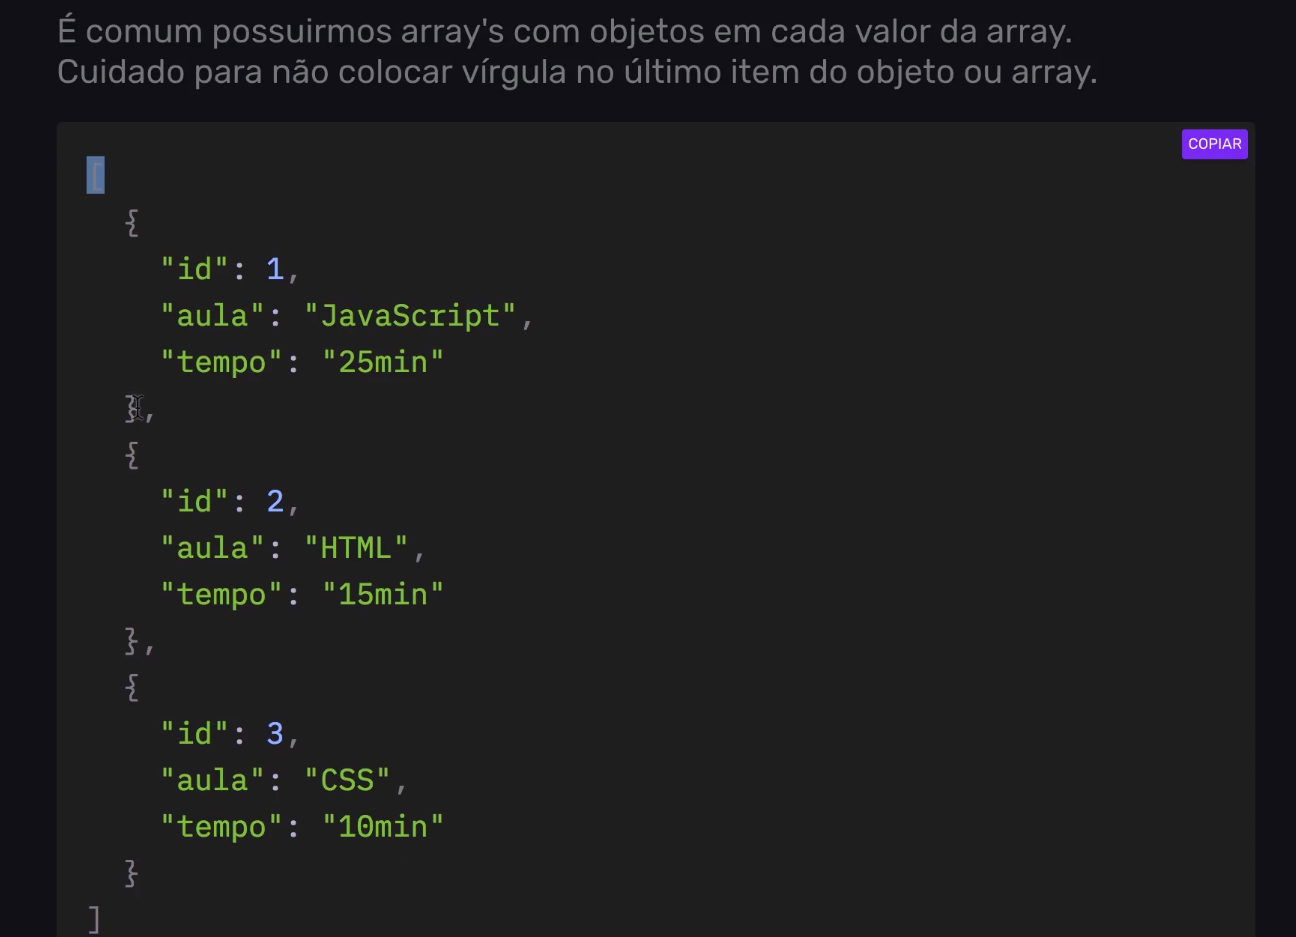 É comum possuirmos array's com objetos em cada valor da array.
Cuidado para não colocar vírgula no último item do objeto ou array.
COPIAR
[
{
"id": 1,
"aula": "JavaScript",
"tempo": "25min"
},
{
"id": 2,
"aula": "HTML",
"tempo": "15min"
},
{
"id": 3,
"aula": "CSS",
"tempo": "10min"
}
]